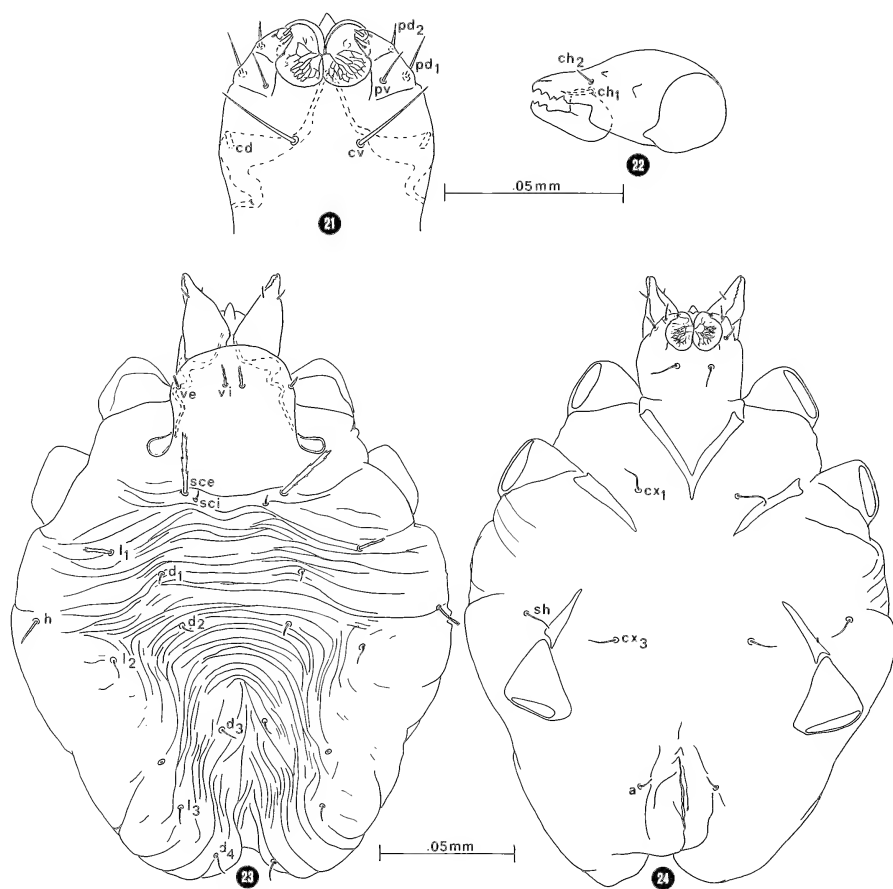 pd2
pd1
pv
cd
cv
21
ch2
ch1
22
.05mm
ve
vi
sce
sci
l1
d1
h
d2
l2
d3
l3
d4
23
.05mm
cx1
sh
cx3
a
24